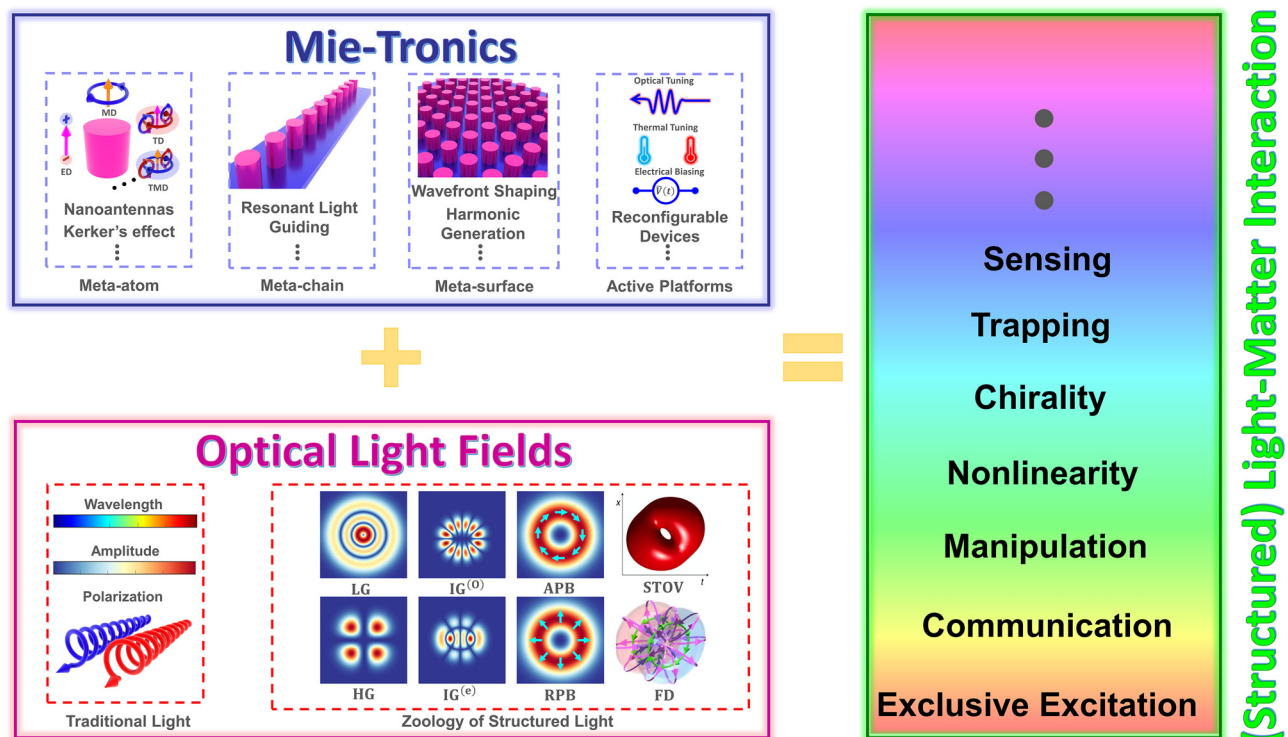 Mie-Tronics
MD
TD
ED
TMD
Nanoantennas
Kerker's effect
Meta-atom
Resonant Light
Guiding
Meta-chain
Wavefront Shaping
Harmonic
Generation
Meta-surface
Optical Tuning
Thermal Tuning
Electrical Biasing
V̂(t)
Reconfigurable
Devices
Active Platforms
+
=
Optical Light Fields
Wavelength
Amplitude
Polarization
Traditional Light
LG
IG(O)
APB
x
t
STOV
HG
IG(e)
RPB
FD
Zoology of Structured Light
Sensing
Trapping
Chirality
Nonlinearity
Manipulation
Communication
Exclusive Excitation
(Structured) Light-Matter Interaction